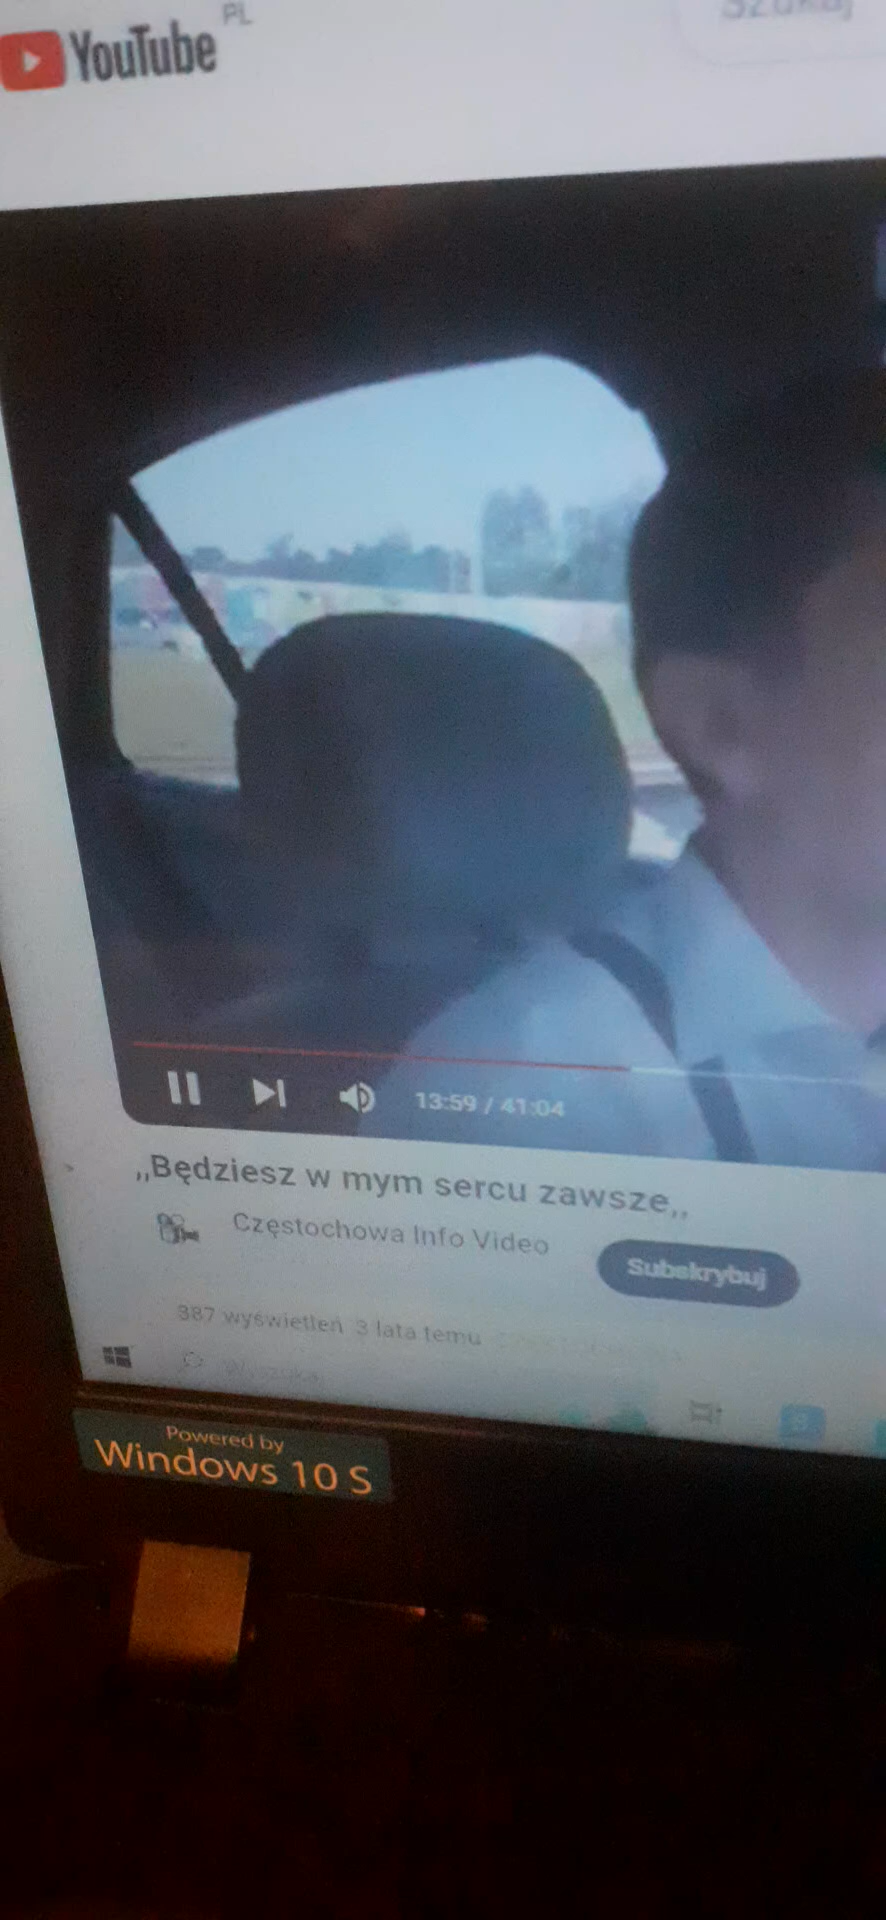 YouTube PL
Szukaj
13:59 / 41:04
„Będziesz w mym sercu zawsze„
Częstochowa Info Video
Subskrybuj
387 wyświetleń 3 lata temu
Powered by
Windows 10 S